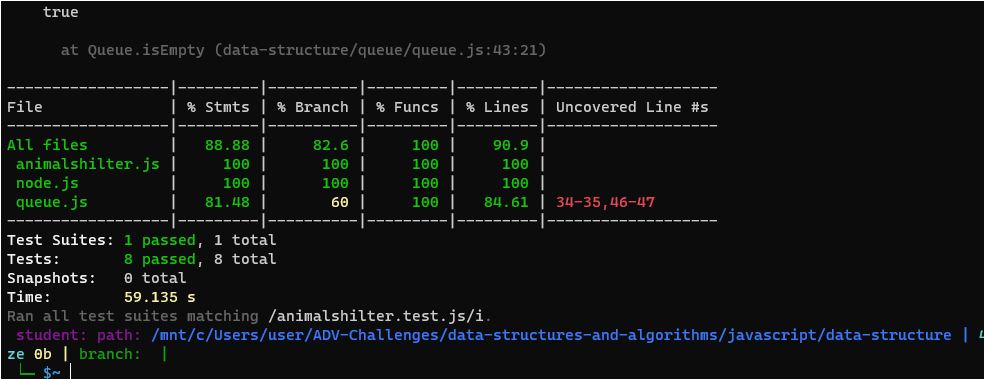 true
at Queue.isEmpty (data-structure/queue/queue.js:43:21)
------------------|---------|----------|---------|---------|-------------------
File              | % Stmts | % Branch | % Funcs | % Lines | Uncovered Line #s
------------------|---------|----------|---------|---------|-------------------
All files         |   88.88 |     82.6 |     100 |    90.9 |
 animalshilter.js |     100 |      100 |     100 |     100 |
 node.js          |     100 |      100 |     100 |     100 |
 queue.js         |   81.48 |       60 |     100 |   84.61 | 34-35,46-47
------------------|---------|----------|---------|---------|-------------------
Test Suites: 1 passed, 1 total
Tests:       8 passed, 8 total
Snapshots:   0 total
Time:        59.135 s
Ran all test suites matching /animalshilter.test.js/i.
student: path: /mnt/c/Users/user/ADV-Challenges/data-structures-and-algorithms/javascript/data-structure |
ze 0b | branch:  |
└─ $~